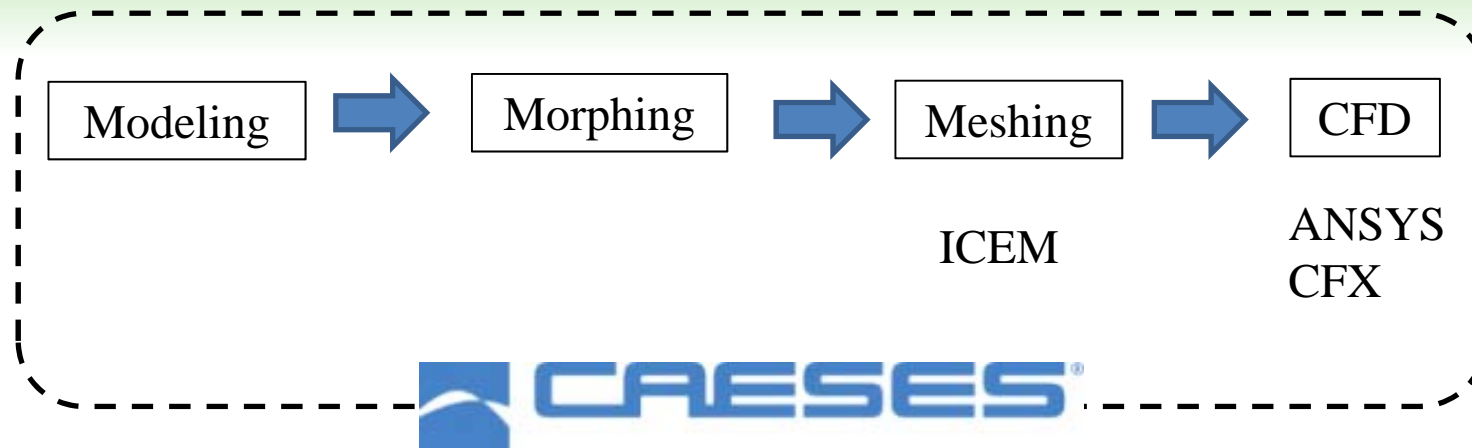 Modeling
Morphing
Meshing
CFD
ICEM
ANSYS
CFX
CAESES®